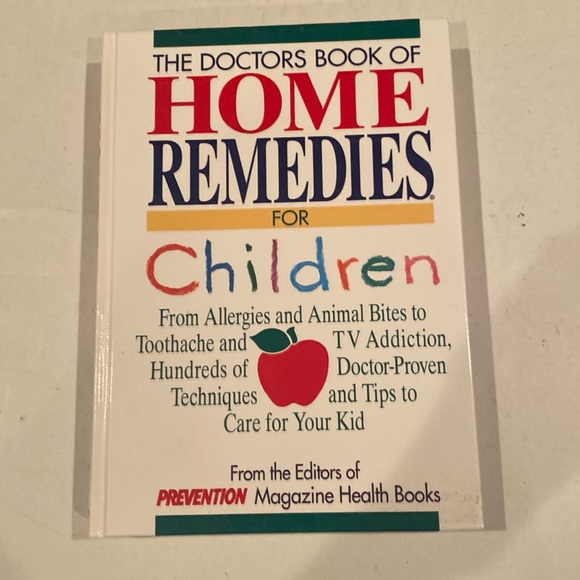 THE DOCTORS BOOK OF
HOME
REMEDIES®
FOR
Children
From Allergies and Animal Bites to
Toothache and TV Addiction,
Hundreds of Doctor-Proven
Techniques and Tips to
Care for Your Kid
From the Editors of
PREVENTION Magazine Health Books